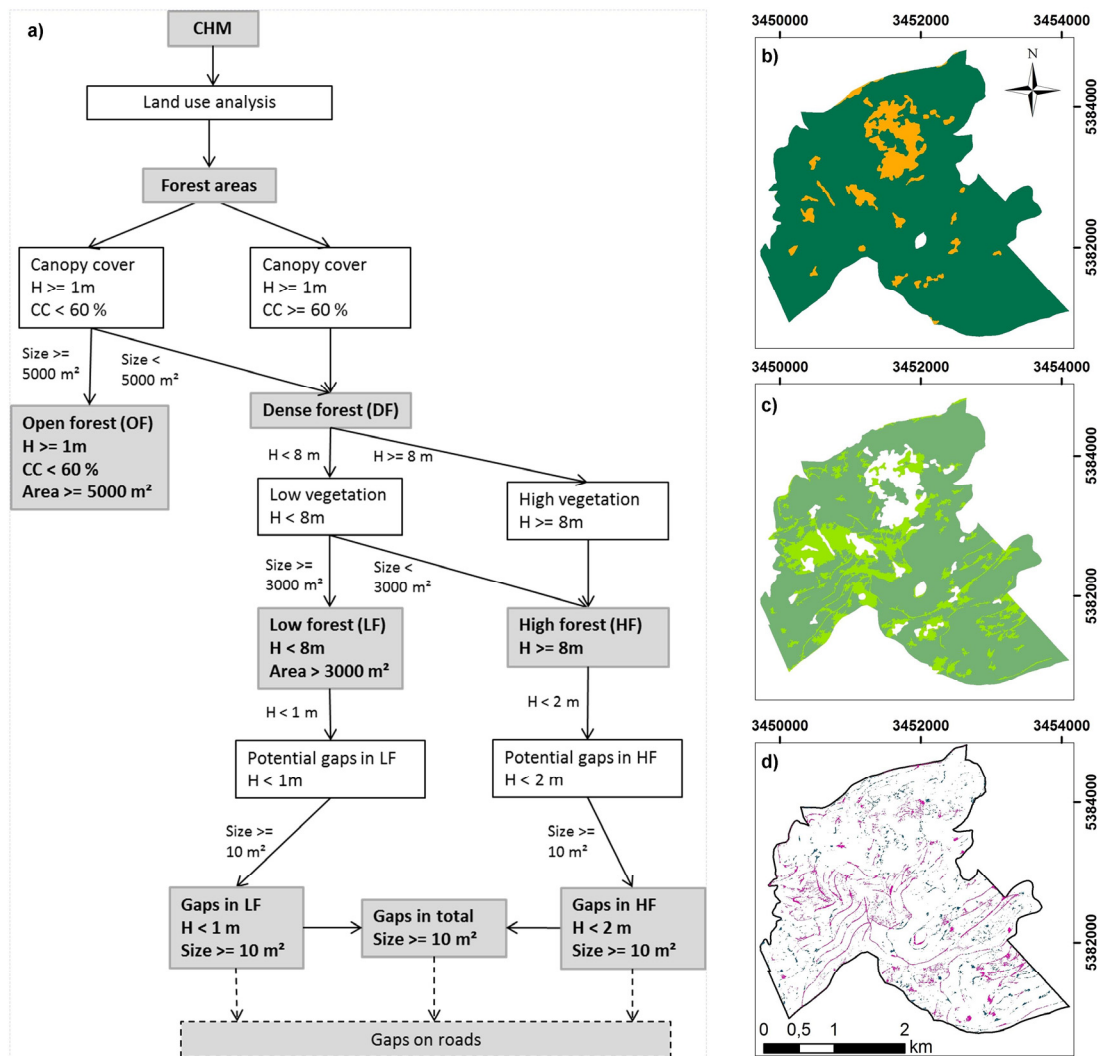 a)
CHM
Land use analysis
Forest areas
Canopy cover
H >= 1m
CC < 60 %
Canopy cover
H >= 1m
CC >= 60 %
Size >=
5000 m²
Size <
5000 m²
Open forest (OF)
H >= 1m
CC < 60 %
Area >= 5000 m²
Dense forest (DF)
H < 8 m
H >= 8 m
Low vegetation
H < 8m
High vegetation
H >= 8m
Size >=
3000 m²
Size <
3000 m²
Low forest (LF)
H < 8m
Area > 3000 m²
High forest (HF)
H >= 8m
H < 1 m
H < 2 m
Potential gaps in LF
H < 1m
Potential gaps in HF
H < 2 m
Size >=
10 m²
Size >=
10 m²
Gaps in LF
H < 1 m
Size >= 10 m²
Gaps in total
Size >= 10 m²
Gaps in HF
H < 2 m
Size >= 10 m²
Gaps on roads
3450000 3452000 3454000
b)
N
5384000
5382000
3450000 3452000 3454000
c)
5384000
5382000
3450000 3452000 3454000
d)
5384000
5382000
0 0,5 1 2
km